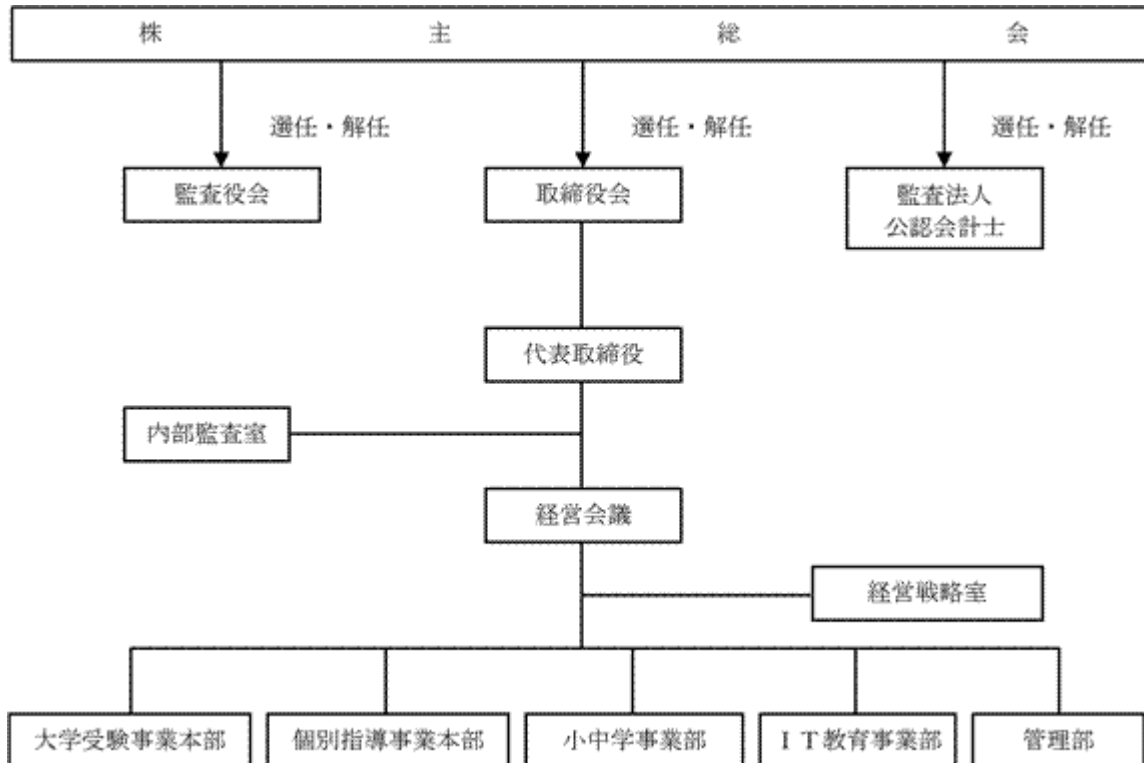 株主総会
選任・解任
選任・解任
選任・解任
監査役会
取締役会
監査法人
公認会計士
代表取締役
内部監査室
経営会議
経営戦略室
大学受験事業本部
個別指導事業本部
小中学事業部
ＩＴ教育事業部
管理部